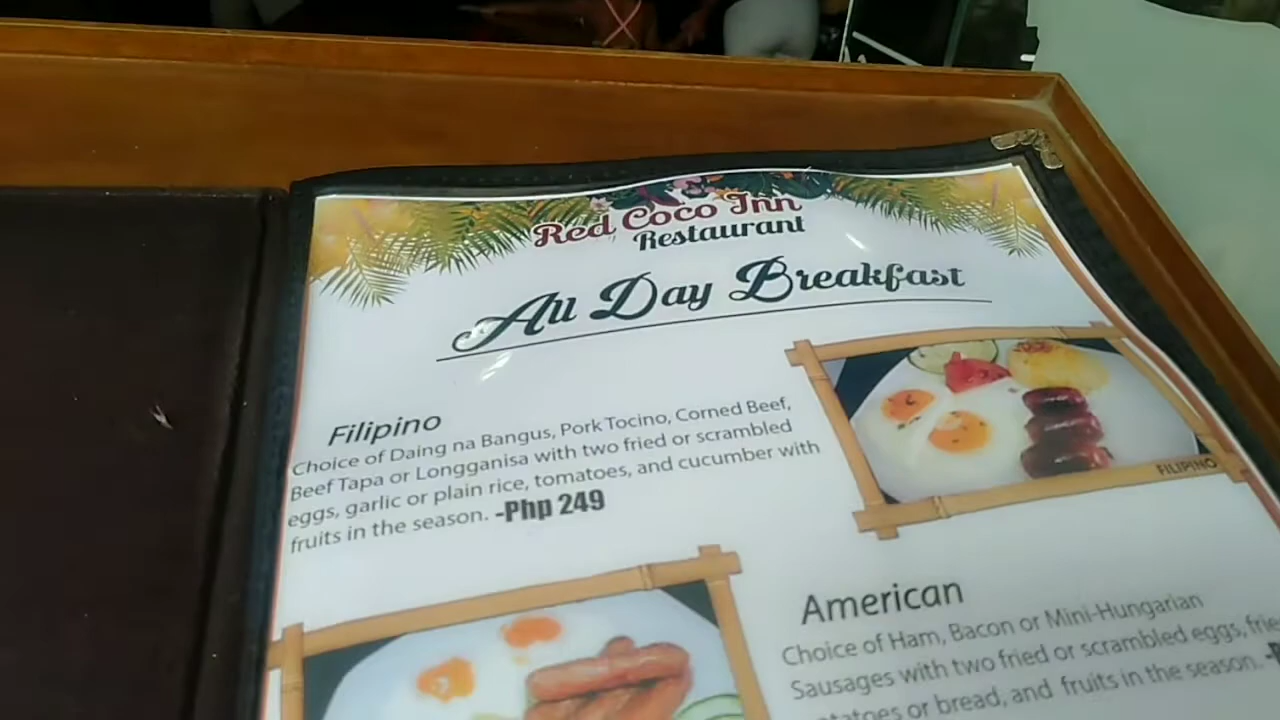 Red Coco Inn
Restaurant
All Day Breakfast
Filipino
Choice of Daing na Bangus, Pork Tocino, Corned Beef,
Beef Tapa or Longganisa with two fried or scrambled
eggs, garlic or plain rice, tomatoes, and cucumber with
fruits in the season. -Php 249
FILIPINO
American
Choice of Ham, Bacon or Mini-Hungarian
Sausages with two fried or scrambled eggs,
or bread, and fruits in the season.